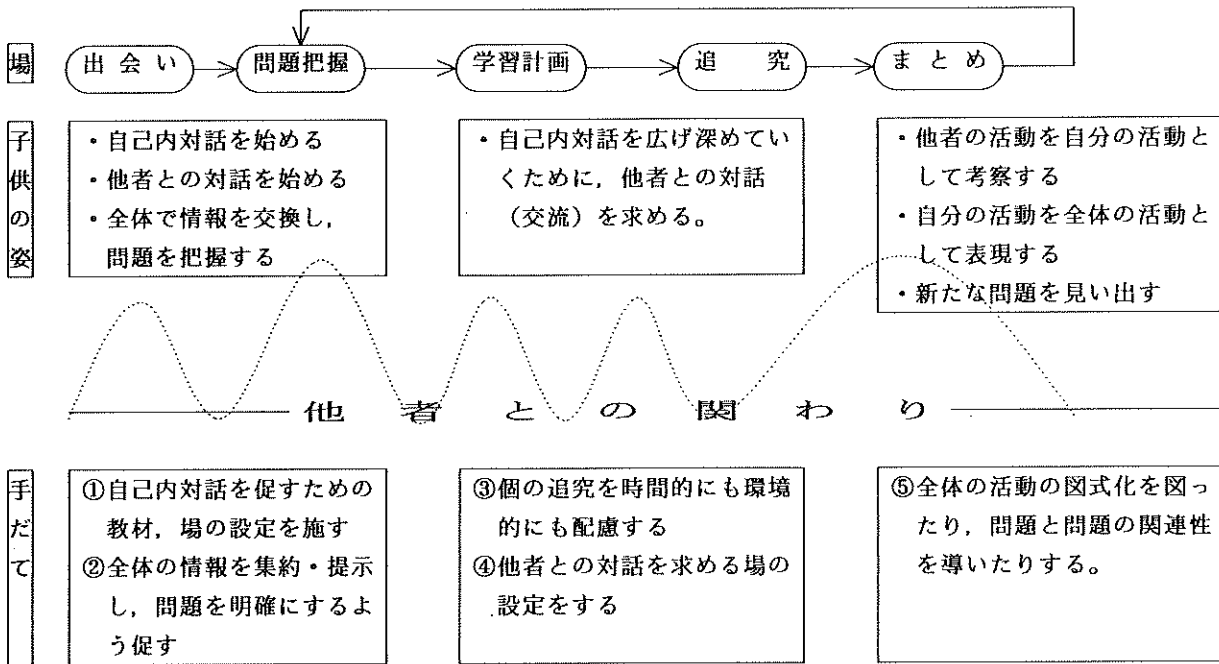 場
出会い
問題把握
学習計画
追究
まとめ
子供の姿
・自己内対話を始める
・他者との対話を始める
・全体で情報を交換し，
問題を把握する
・自己内対話を広げ深めてい
くために，他者との対話
（交流）を求める。
・他者の活動を自分の活動と
して考察する
・自分の活動を全体の活動と
して表現する
・新たな問題を見い出す
他者との関わり
手だて
①自己内対話を促すための
教材，場の設定を施す
②全体の情報を集約・提示
し，問題を明確にするよ
う促す
③個の追究を時間的にも環境
的にも配慮する
④他者との対話を求める場の
設定をする
⑤全体の活動の図式化を図っ
たり，問題と問題の関連性
を導いたりする。